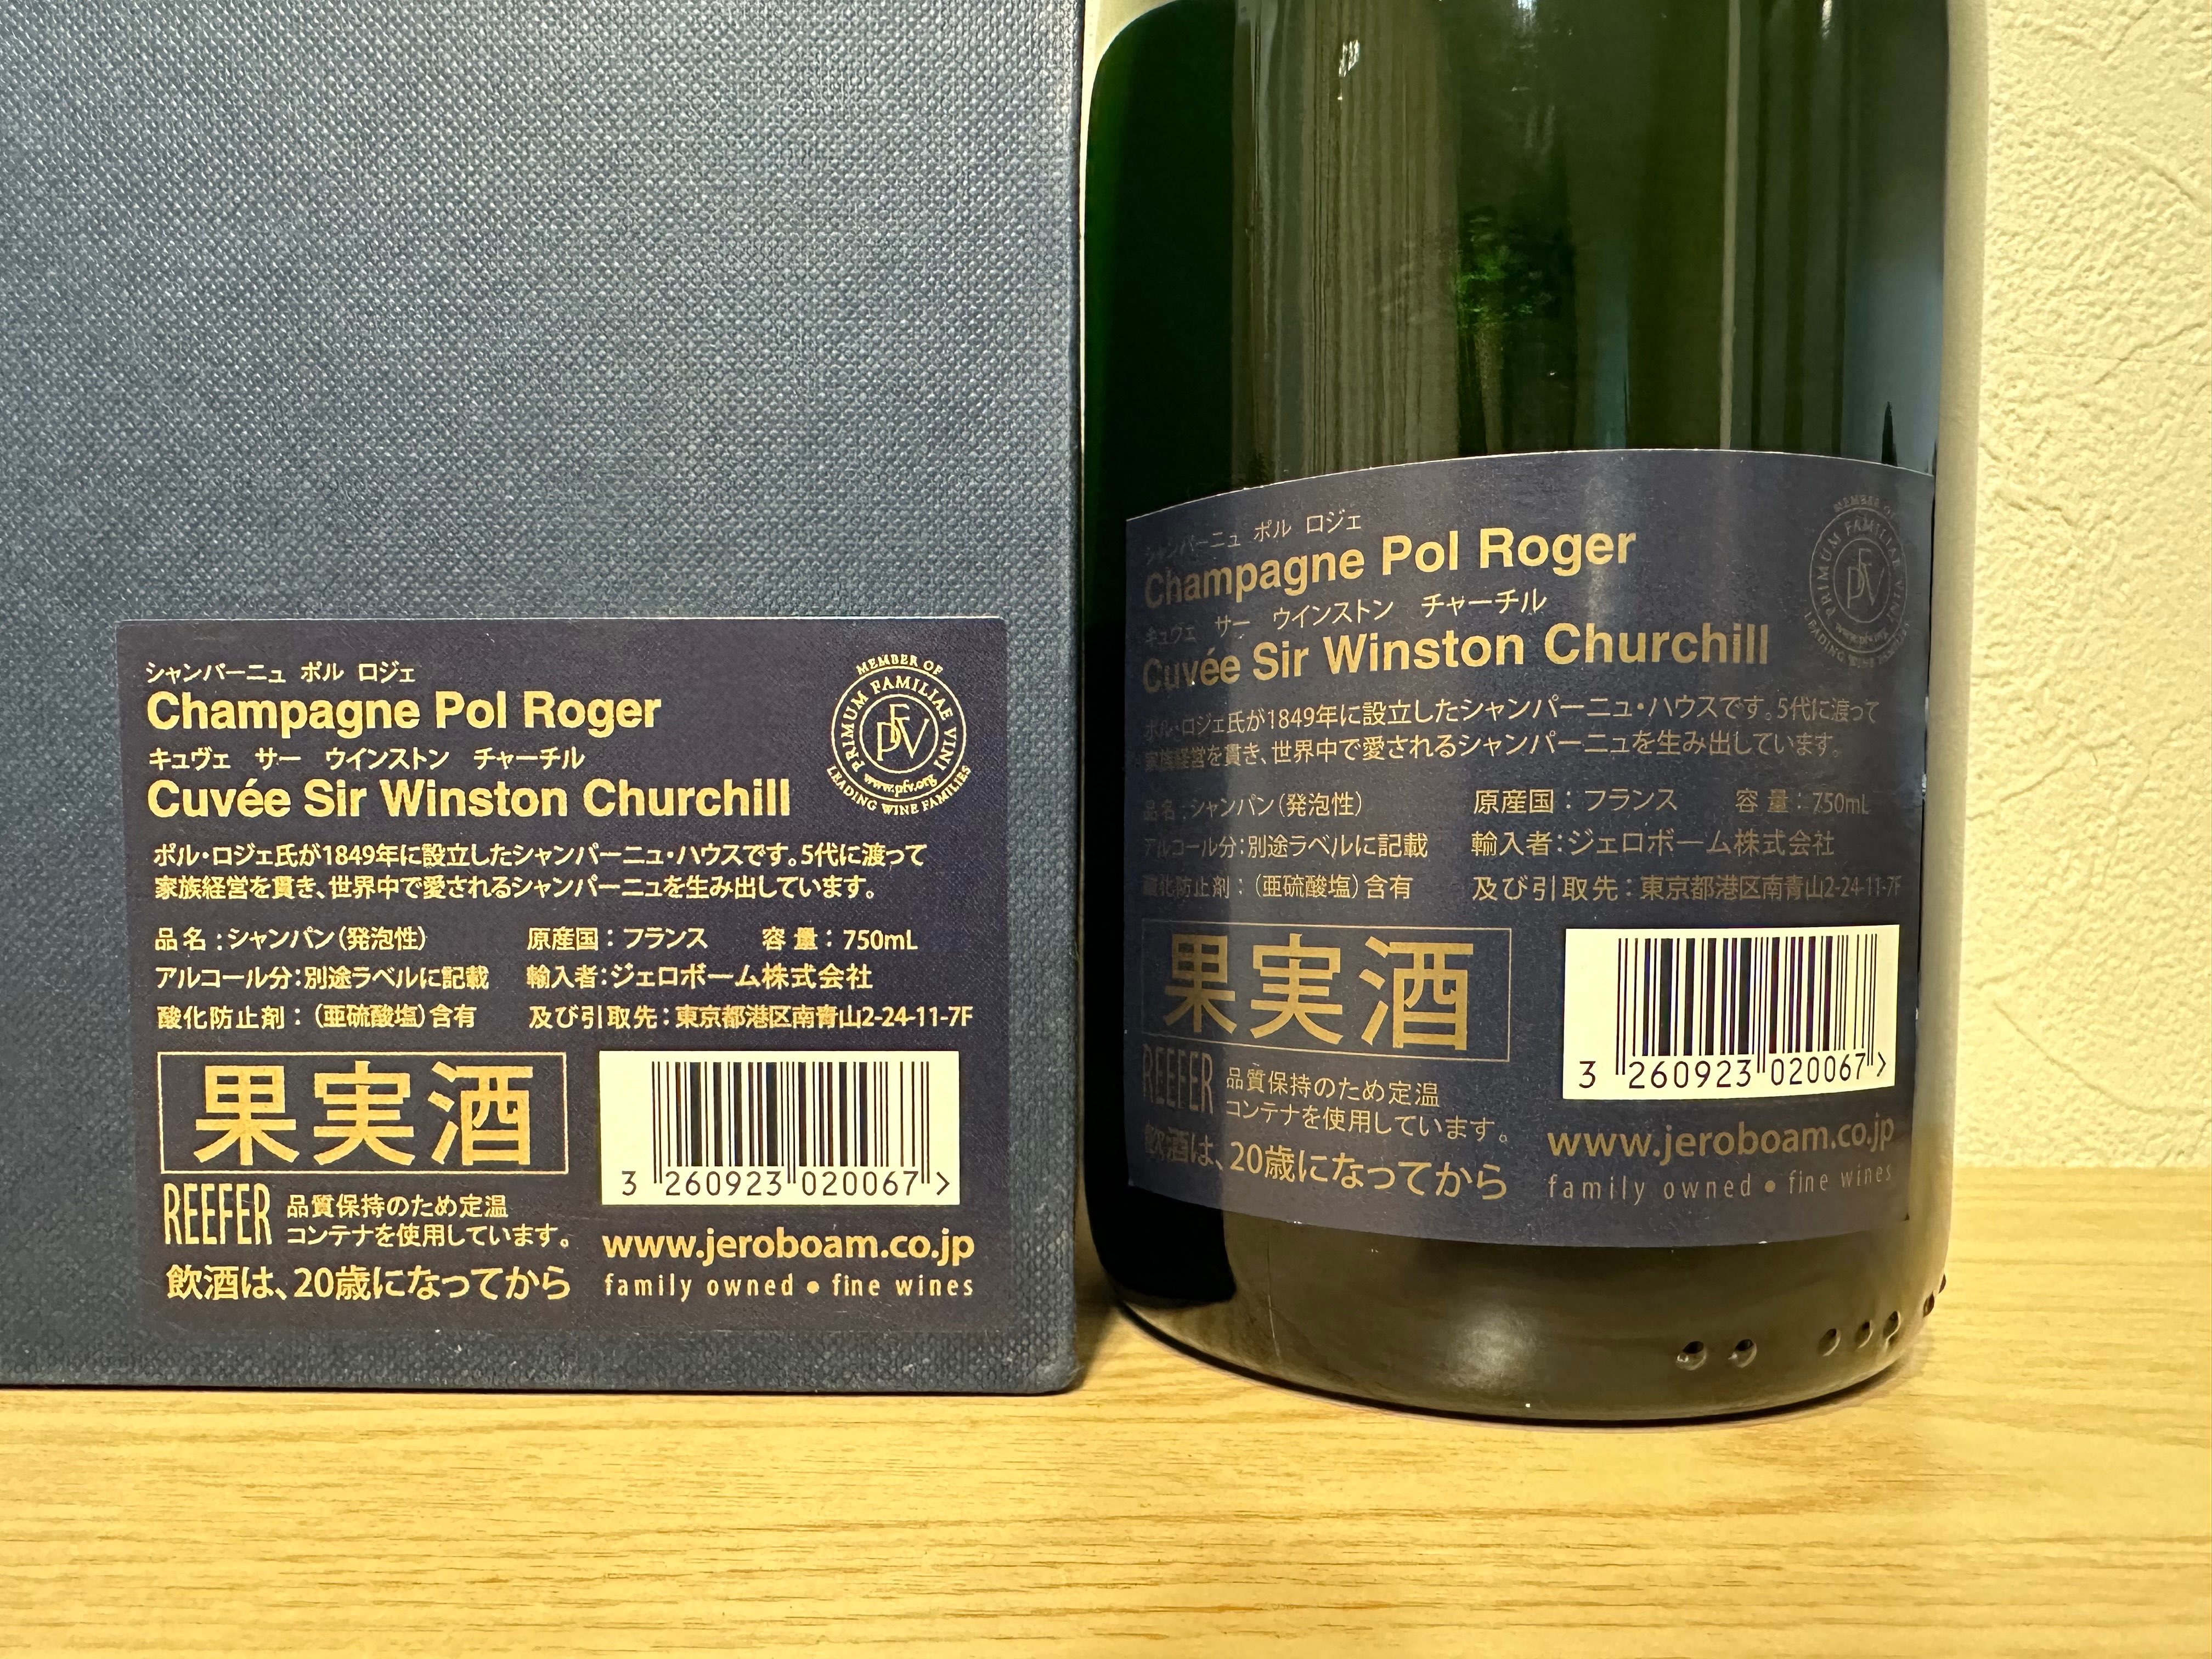 シャンパーニュ ポル ロジェ
Champagne Pol Roger
キュヴェ サー ウインストン チャーチル
Cuvée Sir Winston Churchill
MEMBER OF
PRIMUM FAMILIAE VINI
PFV
www.pfv.org
LEADING WINE FAMILIES
ポル・ロジェ氏が1849年に設立したシャンパーニュ・ハウスです。5代に渡って
家族経営を貫き、世界中で愛されるシャンパーニュを生み出しています。
品名：シャンパン（発泡性） 原産国：フランス 容量：750mL
アルコール分：別途ラベルに記載 輸入者：ジェロボーム株式会社
酸化防止剤：（亜硫酸塩）含有 及び引取先：東京都港区南青山2-24-11-7F
果実酒
3 260923 020067 >
REEFER 品質保持のため定温
コンテナを使用しています。
飲酒は、20歳になってから
www.jeroboam.co.jp
family owned ● fine wines
シャンパーニュ ポル ロジェ
Champagne Pol Roger
キュヴェ サー ウインストン チャーチル
Cuvée Sir Winston Churchill
MEMBER OF
PRIMUM FAMILIAE VINI
PFV
www.pfv.org
ポル・ロジェ氏が1849年に設立したシャンパーニュ・ハウスです。5代に渡って
家族経営を貫き、世界中で愛されるシャンパーニュを生み出しています。
品名：シャンパン（発泡性） 原産国：フランス 容量：750mL
アルコール分：別途ラベルに記載 輸入者：ジェロボーム株式会社
酸化防止剤：（亜硫酸塩）含有 及び引取先：東京都港区南青山2-24-11-7F
果実酒
3 260923 020067 >
REEFER 品質保持のため定温
コンテナを使用しています。
飲酒は、20歳になってから
www.jeroboam.co.jp
family owned ● fine wines